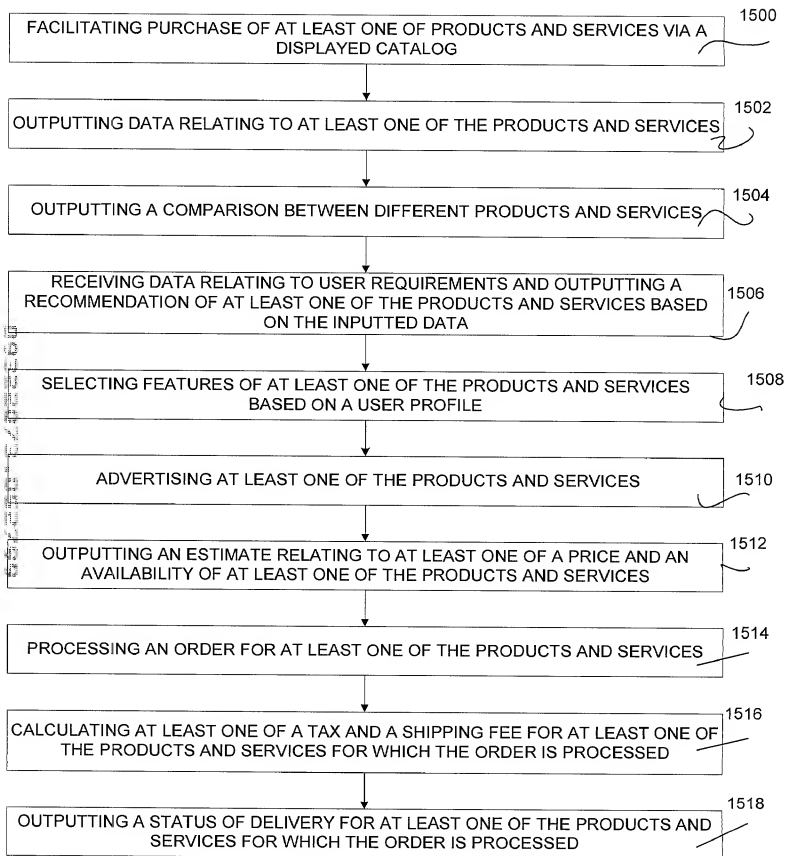 1500
FACILITATING PURCHASE OF AT LEAST ONE OF PRODUCTS AND SERVICES VIA A
DISPLAYED CATALOG
1502
OUTPUTTING DATA RELATING TO AT LEAST ONE OF THE PRODUCTS AND SERVICES
1504
OUTPUTTING A COMPARISON BETWEEN DIFFERENT PRODUCTS AND SERVICES
1506
RECEIVING DATA RELATING TO USER REQUIREMENTS AND OUTPUTTING A
RECOMMENDATION OF AT LEAST ONE OF THE PRODUCTS AND SERVICES BASED
ON THE INPUTTED DATA
1508
SELECTING FEATURES OF AT LEAST ONE OF THE PRODUCTS AND SERVICES
BASED ON A USER PROFILE
1510
ADVERTISING AT LEAST ONE OF THE PRODUCTS AND SERVICES
1512
OUTPUTTING AN ESTIMATE RELATING TO AT LEAST ONE OF A PRICE AND AN
AVAILABILITY OF AT LEAST ONE OF THE PRODUCTS AND SERVICES
1514
PROCESSING AN ORDER FOR AT LEAST ONE OF THE PRODUCTS AND SERVICES
1516
CALCULATING AT LEAST ONE OF A TAX AND A SHIPPING FEE FOR AT LEAST ONE OF
THE PRODUCTS AND SERVICES FOR WHICH THE ORDER IS PROCESSED
1518
OUTPUTTING A STATUS OF DELIVERY FOR AT LEAST ONE OF THE PRODUCTS AND
SERVICES FOR WHICH THE ORDER IS PROCESSED